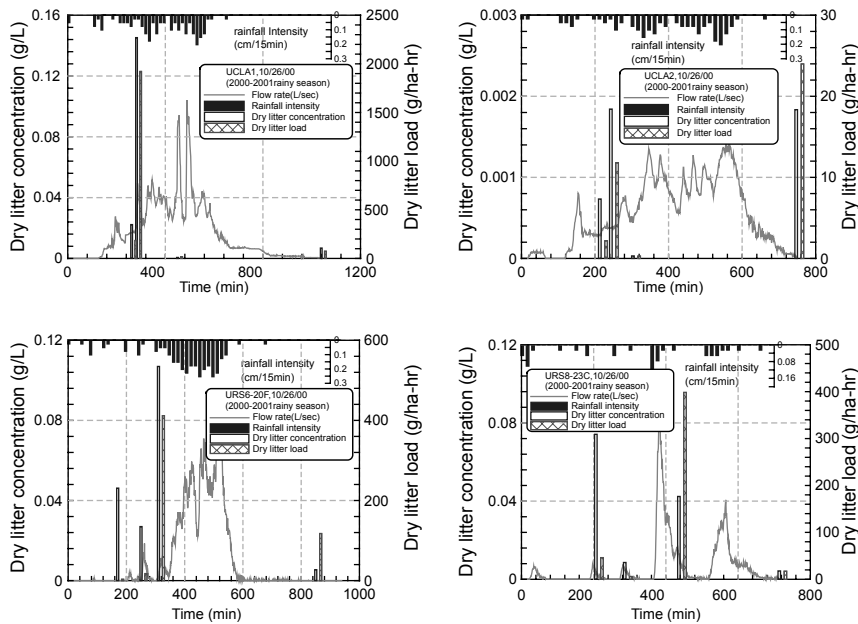 0.16
0.12
0.08
0.04
0
Dry litter concentration (g/L)
0
0.1
0.2
0.3
rainfall Intensity
(cm/15min)
2500
2000
1500
1000
500
0
Dry litter load (g/ha-hr)
UCLA1,10/26/00
(2000-2001rainy season)
Flow rate(L/sec)
Rainfall intensity
Dry litter concentration
Dry litter load
0 400 800 1200
Time (min)
0.003
0.002
0.001
0
Dry litter concentration (g/L)
0
0.1
0.2
0.3
rainfall intensity
(cm/15min)
30
20
10
0
Dry litter load (g/ha-hr)
UCLA2,10/26/00
(2000-2001rainy season)
Flow rate(L/sec)
Rainfall intensity
Dry litter concentration
Dry litter load
0 200 400 600 800
Time (min)
0.12
0.08
0.04
0
Dry litter concentration (g/L)
0
0.1
0.2
0.3
rainfall intensity
(cm/15min)
600
400
200
0
Dry litter load (g/ha-hr)
URS6-20F,10/26/00
(2000-2001rainy season)
Flow rate(L/sec)
Rainfall intensity
Dry litter concentration
Dry litter load
0 200 400 600 800 1000
Time (min)
0.12
0.08
0.04
0
Dry litter concentration (g/L)
0
0.08
0.16
rainfall intensity
(cm/15min)
500
400
300
200
100
0
Dry litter load (g/ha-hr)
URS8-23C,10/26/00
(2000-2001rainy season)
Flow rate(L/sec)
Rainfall intensity
Dry litter concentration
Dry litter load
0 200 400 600 800
Time (min)